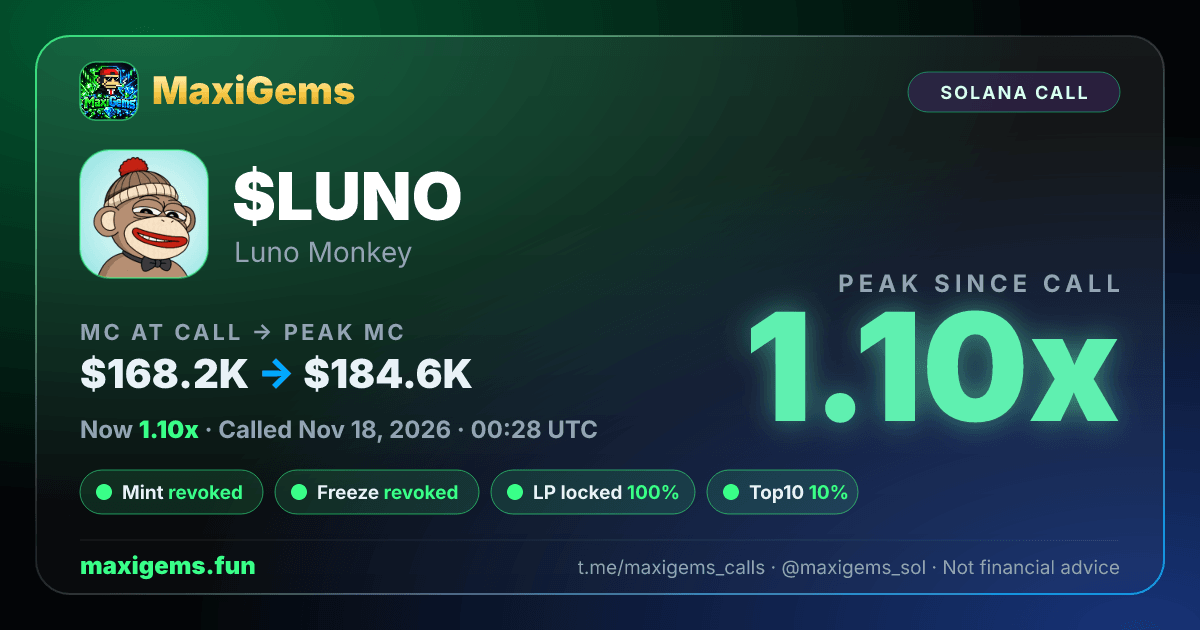 MaxiGems
MaxiGems
SOLANA CALL
$LUNO
Luno Monkey
PEAK SINCE CALL
1.10x
MC AT CALL → PEAK MC
$168.2K → $184.6K
Now 1.10x · Called Nov 18, 2026 · 00:28 UTC
Mint revoked
Freeze revoked
LP locked 100%
Top10 10%
maxigems.fun
t.me/maxigems_calls · @maxigems_sol · Not financial advice